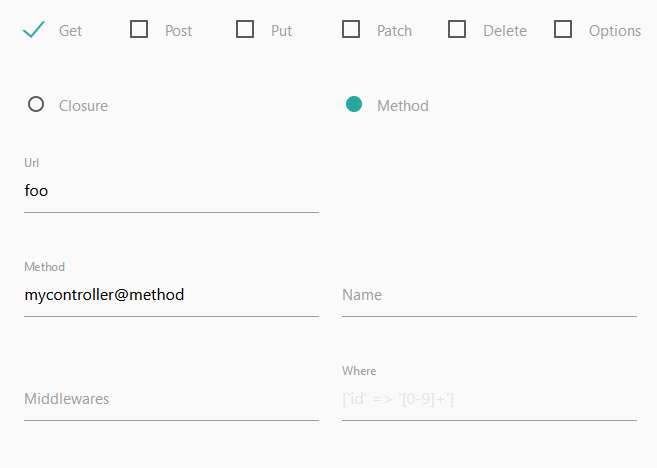 Get Post Put Patch Delete Options
Closure Method
Url
foo
Method
mycontroller@method Name
Where
Middlewares ['id' => '[0-9]+']